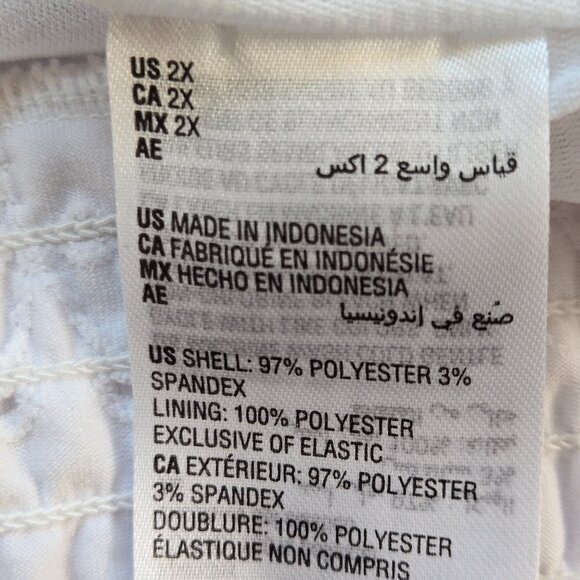 US 2X
CA 2X
MX 2X
AE قياس واسع 2 اكس
US MADE IN INDONESIA
CA FABRIQUÉ EN INDONÉSIE
MX HECHO EN INDONESIA
AE صُنع في اندونيسيا
US SHELL: 97% POLYESTER 3%
SPANDEX
LINING: 100% POLYESTER
EXCLUSIVE OF ELASTIC
CA EXTÉRIEUR: 97% POLYESTER
3% SPANDEX
DOUBLURE: 100% POLYESTER
ÉLASTIQUE NON COMPRIS